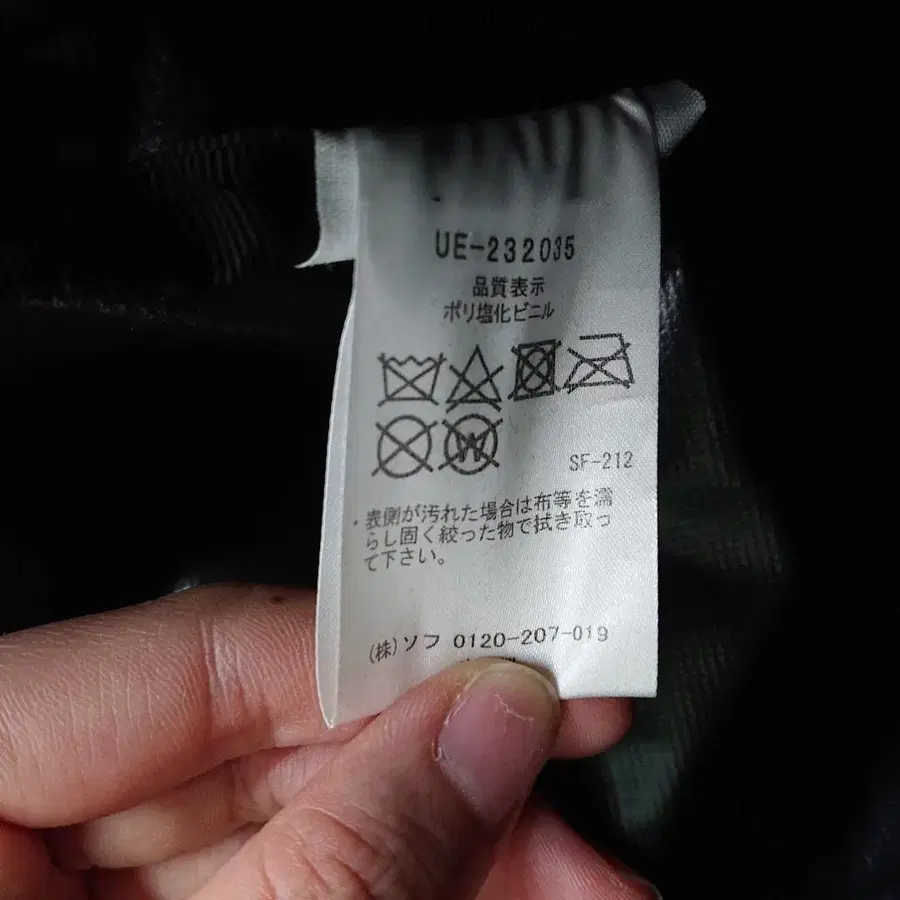 UE-232035
品質表示
ポリ塩化ビニル
W
SF-212
・表側が汚れた場合は布等を濡
らし固く絞った物で拭き取っ
て下さい。
(株)ソフ 0120-207-019